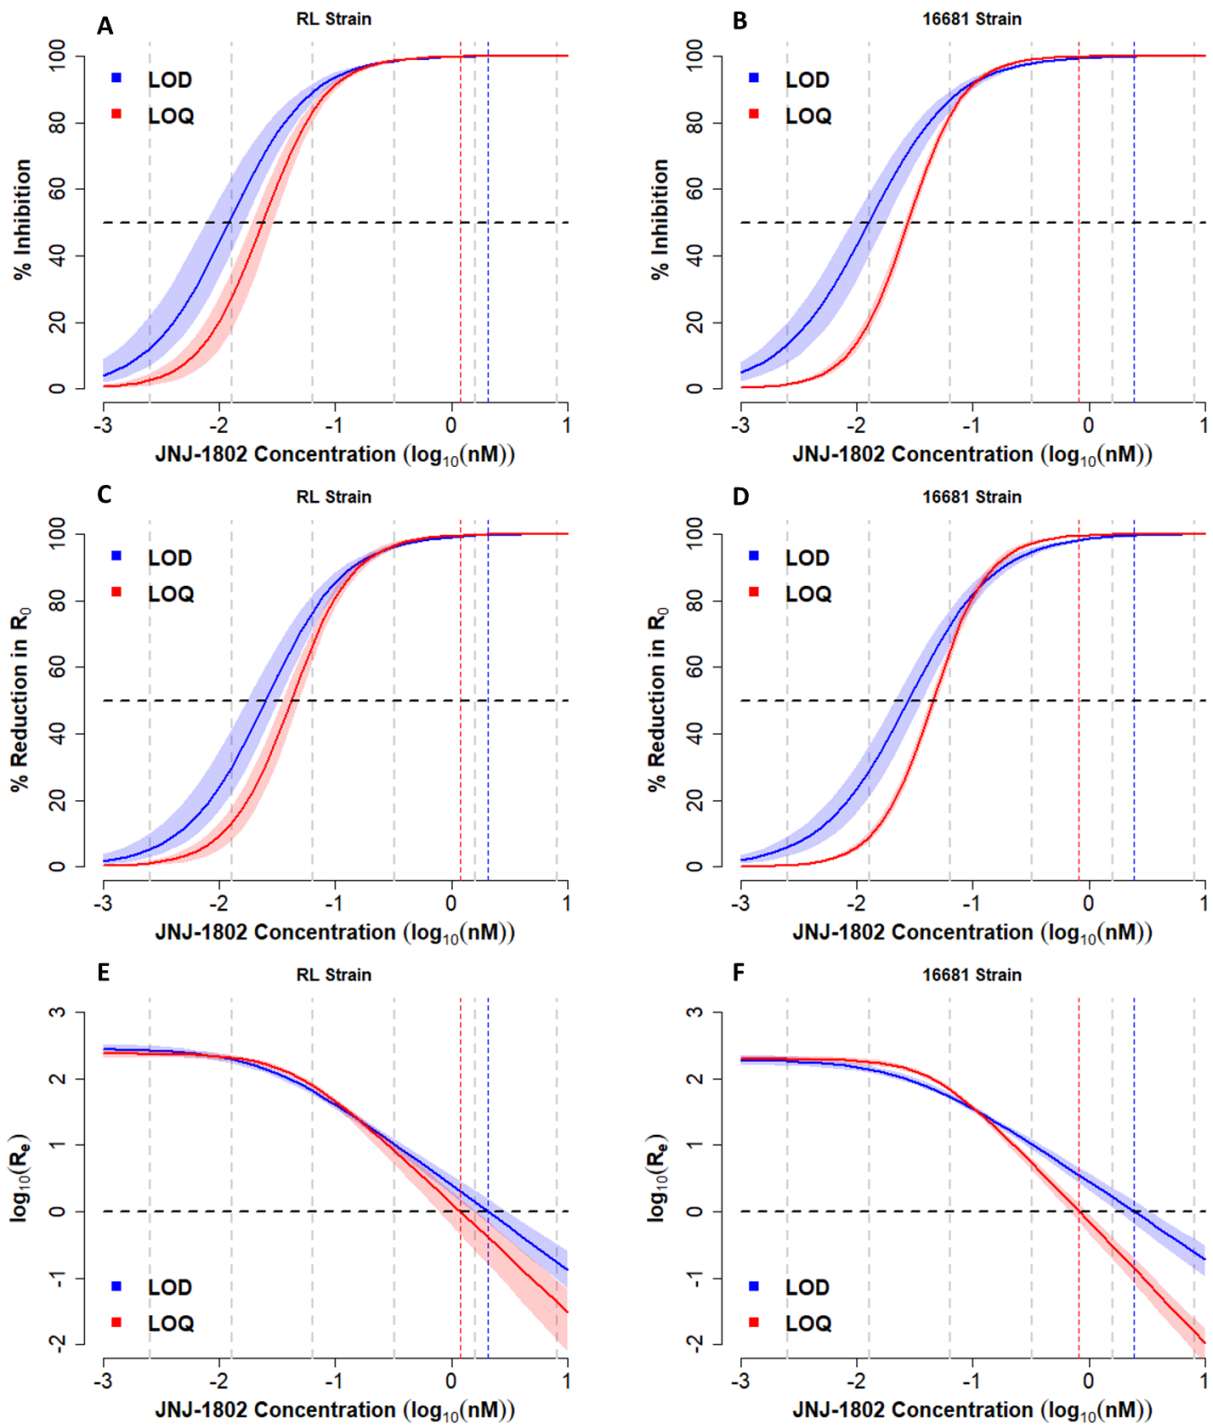 A
RL Strain
LOD
LOQ
% Inhibition
100
80
60
40
20
0
-3 -2 -1 0 1
JNJ-1802 Concentration (log10(nM))
B
16681 Strain
LOD
LOQ
% Inhibition
100
80
60
40
20
0
-3 -2 -1 0 1
JNJ-1802 Concentration (log10(nM))
C
RL Strain
LOD
LOQ
% Reduction in R0
100
80
60
40
20
0
-3 -2 -1 0 1
JNJ-1802 Concentration (log10(nM))
D
16681 Strain
LOD
LOQ
% Reduction in R0
100
80
60
40
20
0
-3 -2 -1 0 1
JNJ-1802 Concentration (log10(nM))
E
RL Strain
log10(Re)
3
2
1
0
-1
-2
LOD
LOQ
-3 -2 -1 0 1
JNJ-1802 Concentration (log10(nM))
F
16681 Strain
log10(Re)
3
2
1
0
-1
-2
LOD
LOQ
-3 -2 -1 0 1
JNJ-1802 Concentration (log10(nM))